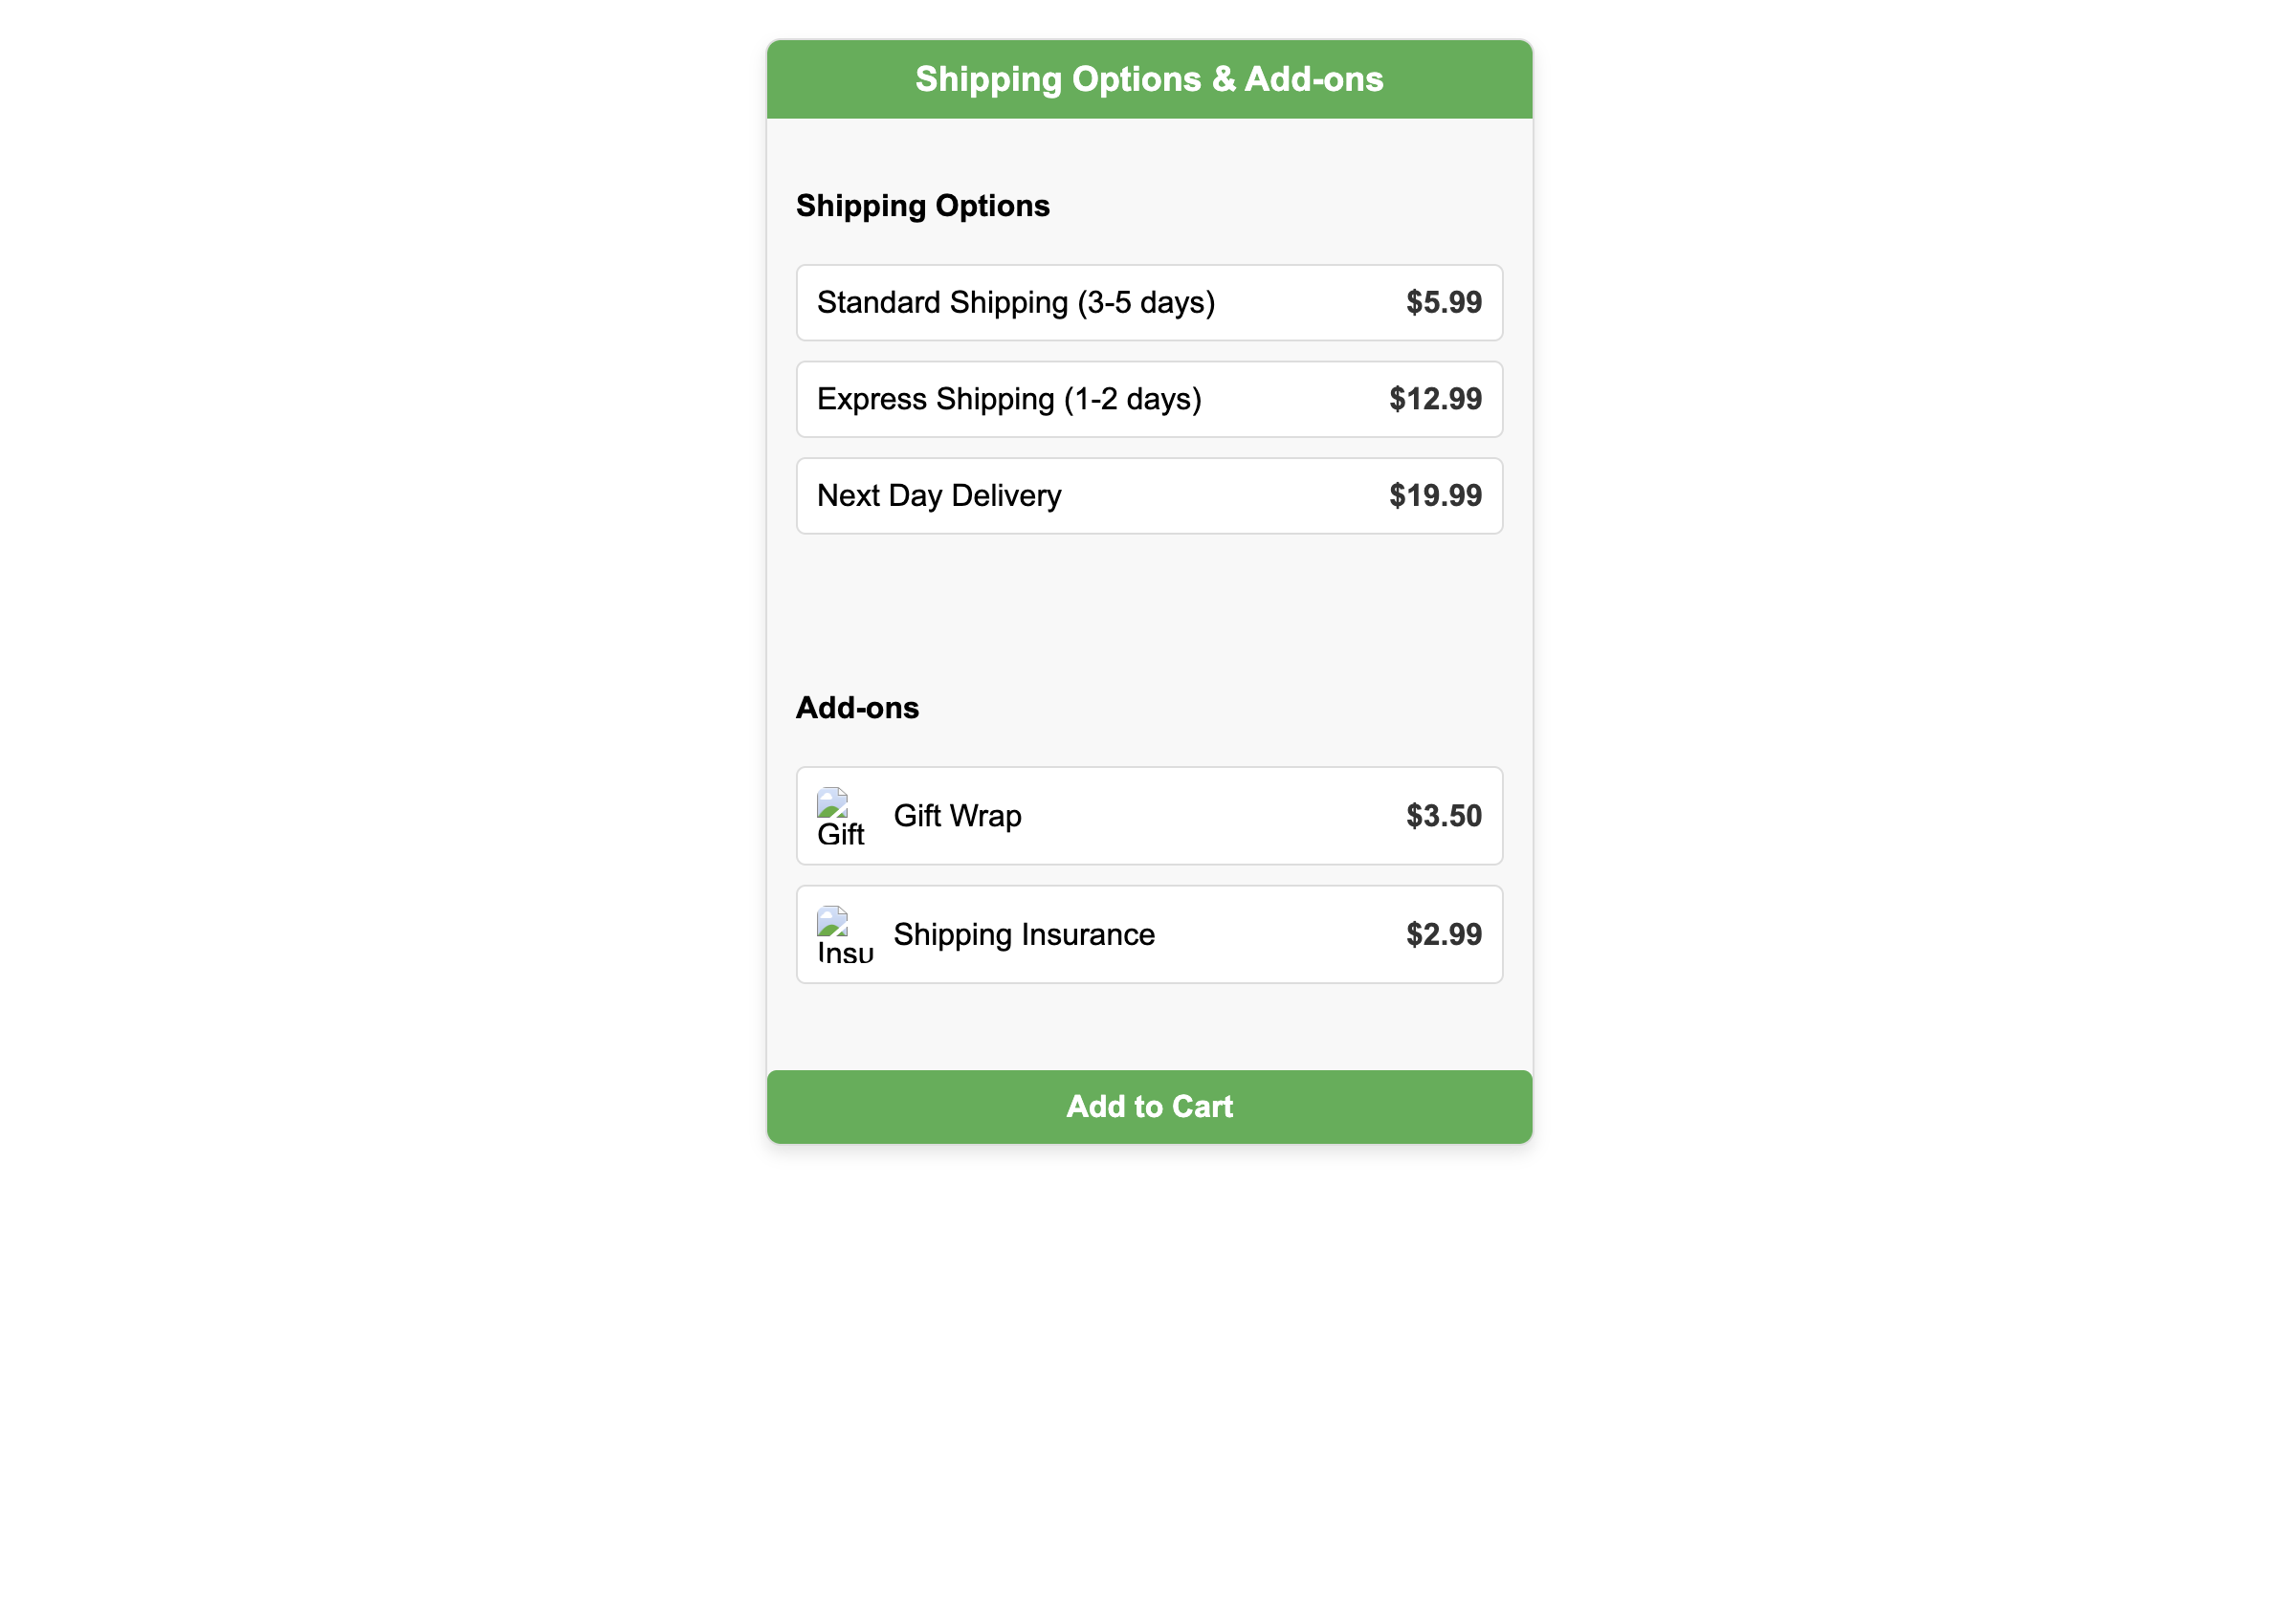 Shipping Options & Add-ons
Shipping Options
Standard Shipping (3-5 days) $5.99
Express Shipping (1-2 days) $12.99
Next Day Delivery $19.99
Add-ons
Gift
Gift Wrap $3.50
Insu
Shipping Insurance $2.99
Add to Cart